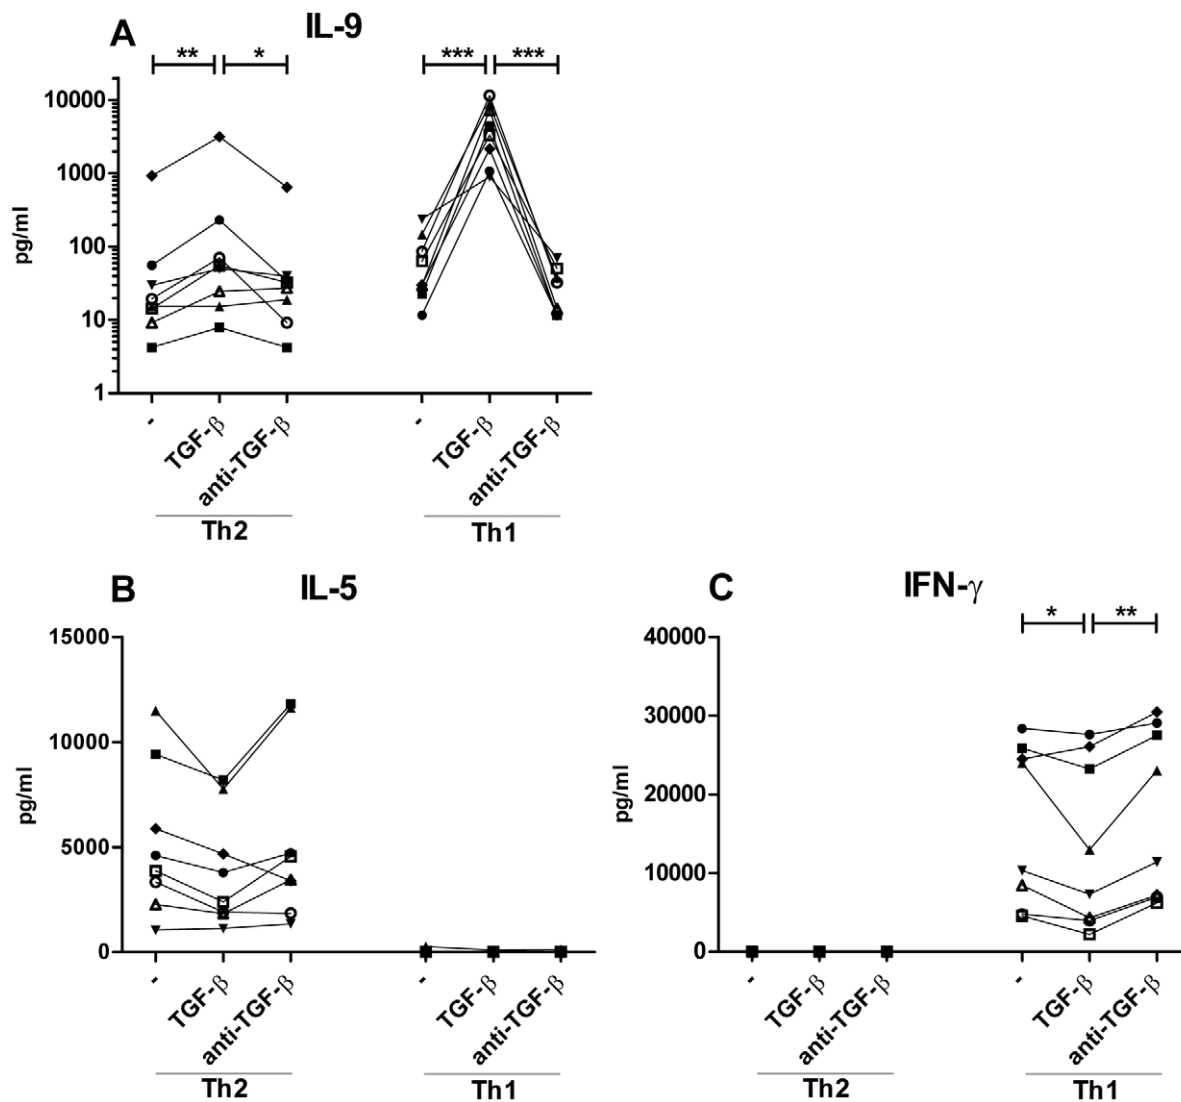 A IL-9
** * *** ***
10000
1000
100
10
1
pg/ml
- TGF-β anti-TGF-β - TGF-β anti-TGF-β
Th2 Th1
B IL-5
15000
10000
5000
0
pg/ml
- TGF-β anti-TGF-β - TGF-β anti-TGF-β
Th2 Th1
C IFN-γ
* **
40000
30000
20000
10000
0
pg/ml
- TGF-β anti-TGF-β - TGF-β anti-TGF-β
Th2 Th1